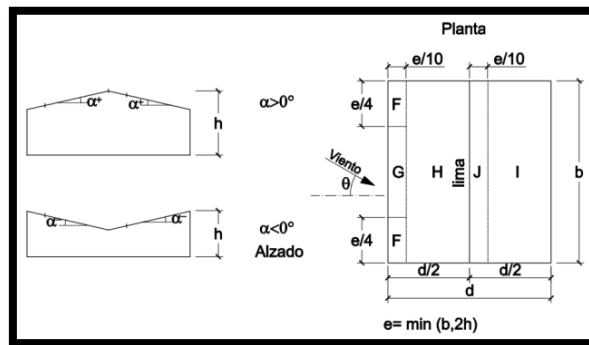 Planta
e/10
e/10
α+
α+
h
α>0°
e/4
F
Viento
θ
G
H
lima
J
I
b
α-
α-
h
α<0°
Alzado
e/4
F
d/2
d/2
d
e= min (b,2h)